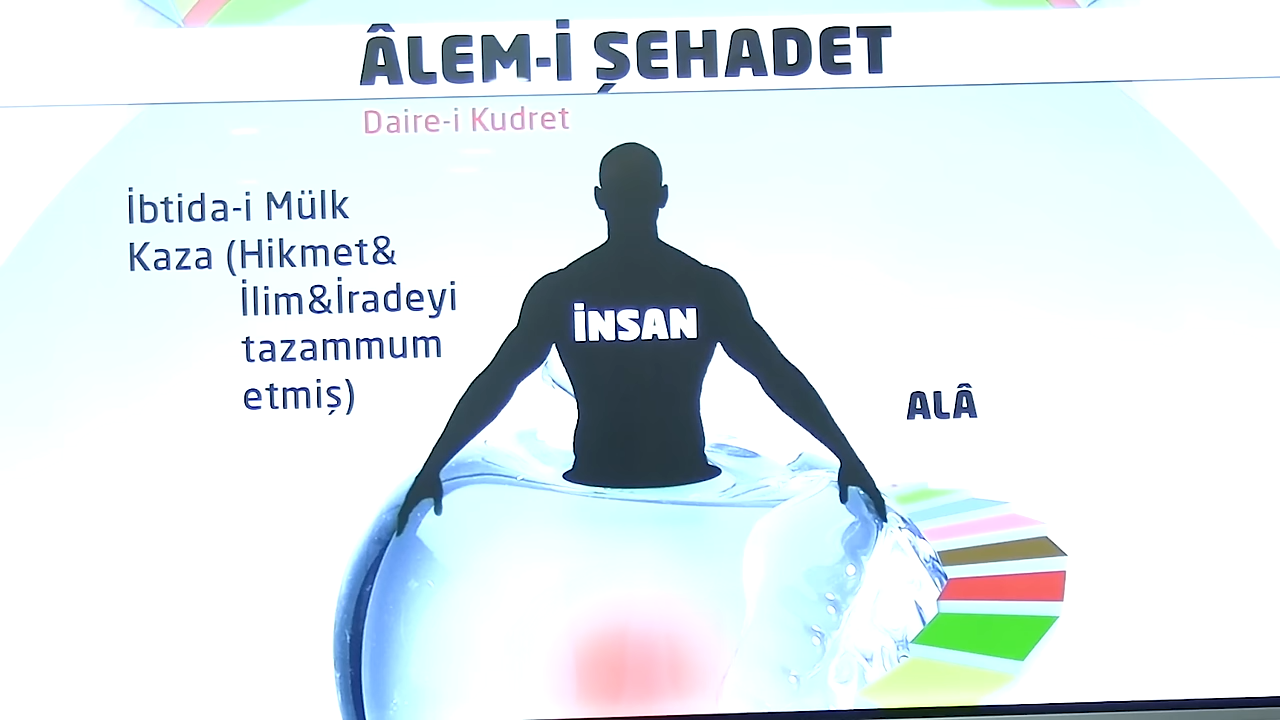 ÂLEM-İ ŞEHADET
Daire-i Kudret
İbtida-i Mülk
Kaza (Hikmet&
İlim&İradeyi
tazammum
etmiş)
İNSAN
ALÂ